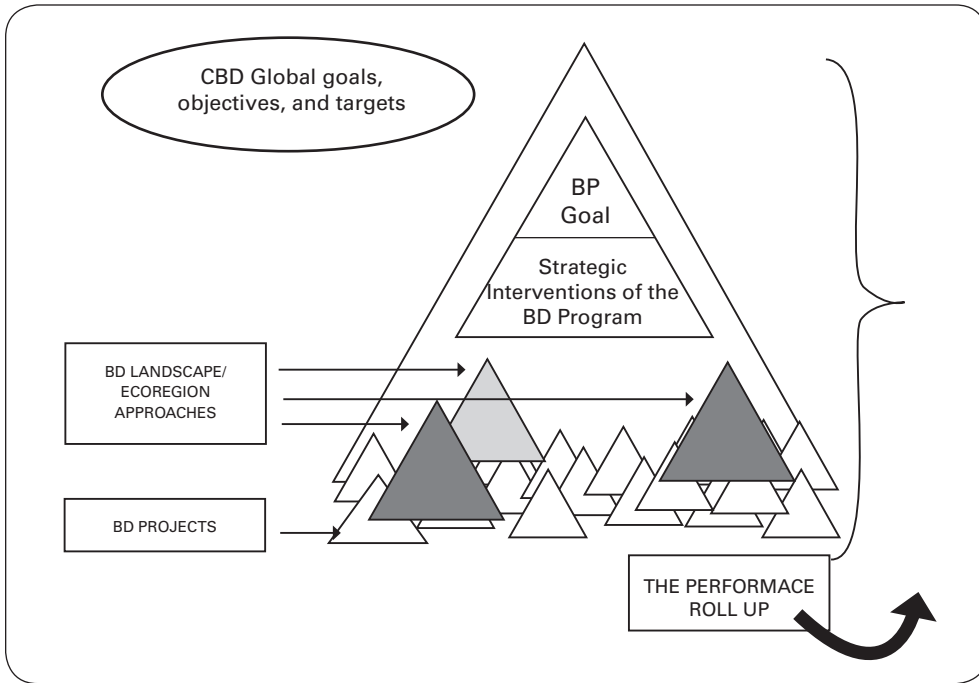 CBD Global goals,
objectives, and targets
BP
Goal
Strategic
Interventions of the
BD Program
BD LANDSCAPE/
ECOREGION
APPROACHES
BD PROJECTS
THE PERFORMACE
ROLL UP